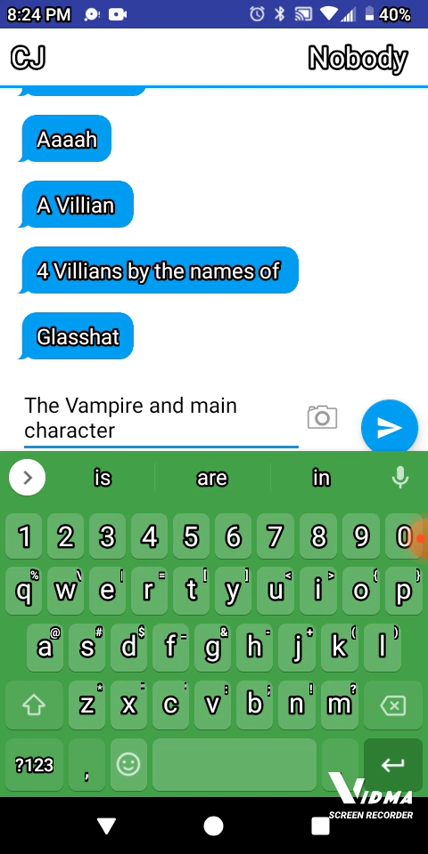 8:24 PM 40%
CJ Nobody
Aaaah
A Villian
4 Villians by the names of
Glasshat
The Vampire and main
character
is are in
1 2 3 4 5 6 7 8 9 0
% \ | = [ ] < > { }
q w e r t y u i o p
@ # $ - & - + ( )
a s d f g h j k l
* " ' : ; ! ?
z x c v b n m
?123 ,
VIDMA
SCREEN RECORDER